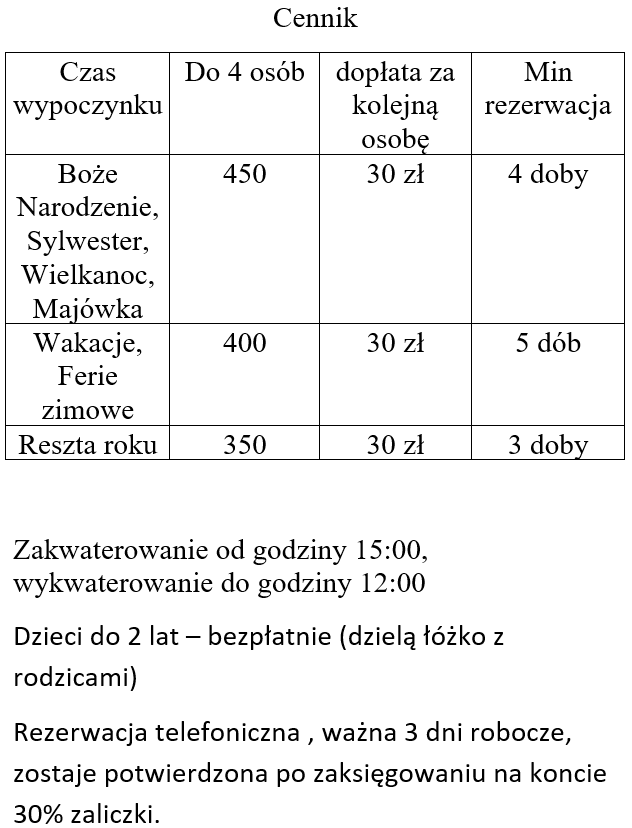 Cennik
Czas wypoczynku Do 4 osób dopłata za kolejną osobę Min rezerwacja
Boże Narodzenie, Sylwester, Wielkanoc, Majówka 450 30 zł 4 doby
Wakacje, Ferie zimowe 400 30 zł 5 dób
Reszta roku 350 30 zł 3 doby
Zakwaterowanie od godziny 15:00,
wykwaterowanie do godziny 12:00
Dzieci do 2 lat – bezpłatnie (dzielą łóżko z
rodzicami)
Rezerwacja telefoniczna , ważna 3 dni robocze,
zostaje potwierdzona po zaksięgowaniu na koncie
30% zaliczki.